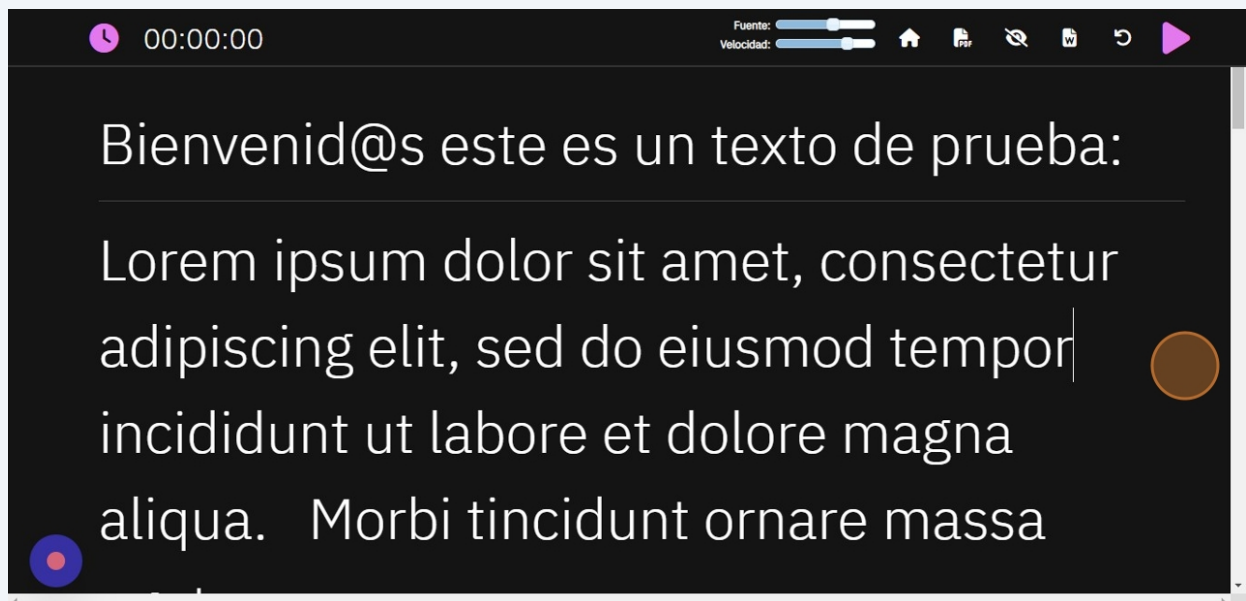 00:00:00
Fuente:
Velocidad:
PDF
W
Bienvenid@s este es un texto de prueba:
Lorem ipsum dolor sit amet, consectetur
adipiscing elit, sed do eiusmod tempor
incididunt ut labore et dolore magna
aliqua.   Morbi tincidunt ornare massa